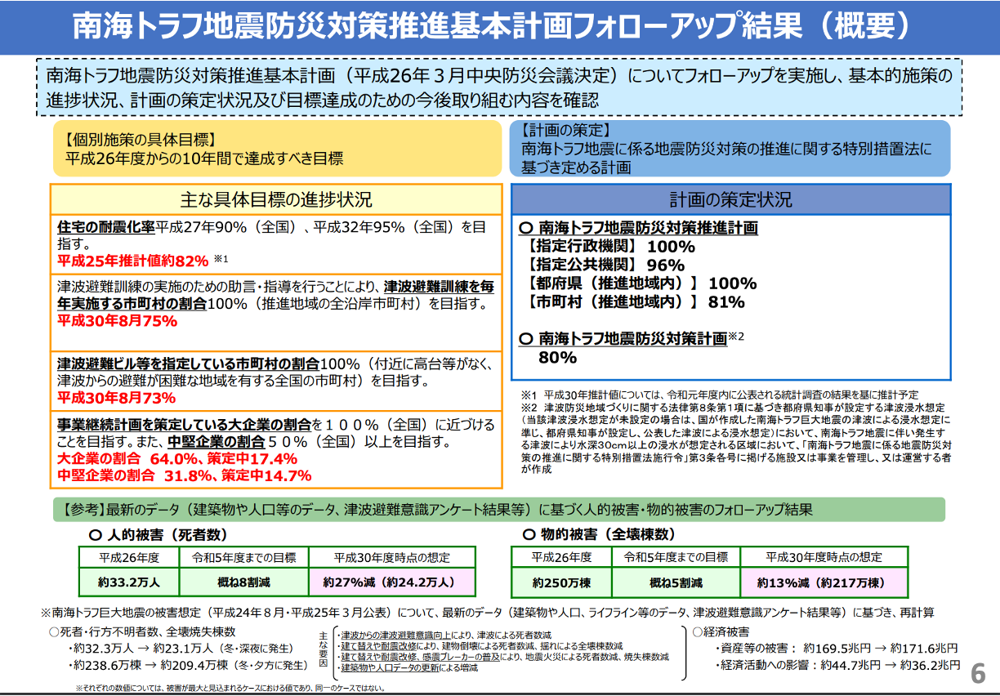 南海トラフ地震防災対策推進基本計画フォローアップ結果（概要）
南海トラフ地震防災対策推進基本計画（平成26年３月中央防災会議決定）についてフォローアップを実施し、基本的施策の
進捗状況、計画の策定状況及び目標達成のための今後取り組む内容を確認
【個別施策の具体目標】
平成26年度からの10年間で達成すべき目標
主な具体目標の進捗状況
住宅の耐震化率平成27年90%（全国）、平成32年95%（全国）を目
指す。
平成25年推計値約82% ※1
津波避難訓練の実施のための助言・指導を行うことにより、津波避難訓練を毎
年実施する市町村の割合100%（推進地域の全沿岸市町村）を目指す。
平成30年8月75%
津波避難ビル等を指定している市町村の割合100%（付近に高台等がなく、
津波からの避難が困難な地域を有する全国の市町村）を目指す。
平成30年8月73%
事業継続計画を策定している大企業の割合を１００％（全国）に近づける
ことを目指す。また、中堅企業の割合５０％（全国）以上を目指す。
大企業の割合 64.0%、策定中17.4%
中堅企業の割合 31.8%、策定中14.7%
【計画の策定】
南海トラフ地震に係る地震防災対策の推進に関する特別措置法に
基づき定める計画
計画の策定状況
○ 南海トラフ地震防災対策推進計画
【指定行政機関】 100%
【指定公共機関】 96%
【都府県（推進地域内）】 100%
【市町村（推進地域内）】 81%
○ 南海トラフ地震防災対策計画※2
80%
※1 平成30年推計値については、令和元年度内に公表される統計調査の結果を基に推計予定
※2 津波防災地域づくりに関する法律第8条第1項に基づき都府県知事が設定する津波浸水想定
（当該津波浸水想定が未設定の場合は、国が作成した南海トラフ巨大地震の津波による浸水想定に
準じ、都府県知事が設定し、公表した津波による浸水想定）において、南海トラフ地震に伴い発生す
る津波により水深30cm以上の浸水が想定される区域において、「南海トラフ地震に係る地震防災対
策の推進に関する特別措置法施行令」第3条各号に掲げる施設又は事業を管理し、又は運営する者
が作成
【参考】最新のデータ（建築物や人口等のデータ、津波避難意識アンケート結果等）に基づく人的被害・物的被害のフォローアップ結果
○ 人的被害（死者数）
平成26年度 令和5年度までの目標 平成30年度時点の想定
約33.2万人 概ね8割減 約27%減（約24.2万人）
○ 物的被害（全壊棟数）
平成26年度 令和5年度までの目標 平成30年度時点の想定
約250万棟 概ね5割減 約13%減（約217万棟）
※南海トラフ巨大地震の被害想定（平成24年８月・平成25年３月公表）について、最新のデータ（建築物や人口、ライフライン等のデータ、津波避難意識アンケート結果等）に基づき、再計算
○死者・行方不明者数、全壊焼失棟数
・約32.3万人 → 約23.1万人（冬・深夜に発生）
・約238.6万棟 → 約209.4万棟（冬・夕方に発生）
主な要因
・津波からの津波避難意識向上により、津波による死者数減
・建て替えや耐震改修により、建物倒壊による死者数減、揺れによる全壊棟数減
・建て替えや耐震改修、感震ブレーカーの普及により、地震火災による死者数減、焼失棟数減
・建築物や人口データの更新による増減
○経済被害
・資産等の被害： 約169.5兆円 → 約171.6兆円
・経済活動への影響：約44.7兆円 → 約36.2兆円
※それぞれの数値については、被害が最大と見込まれるケースにおける値であり、同一のケースではない。
6